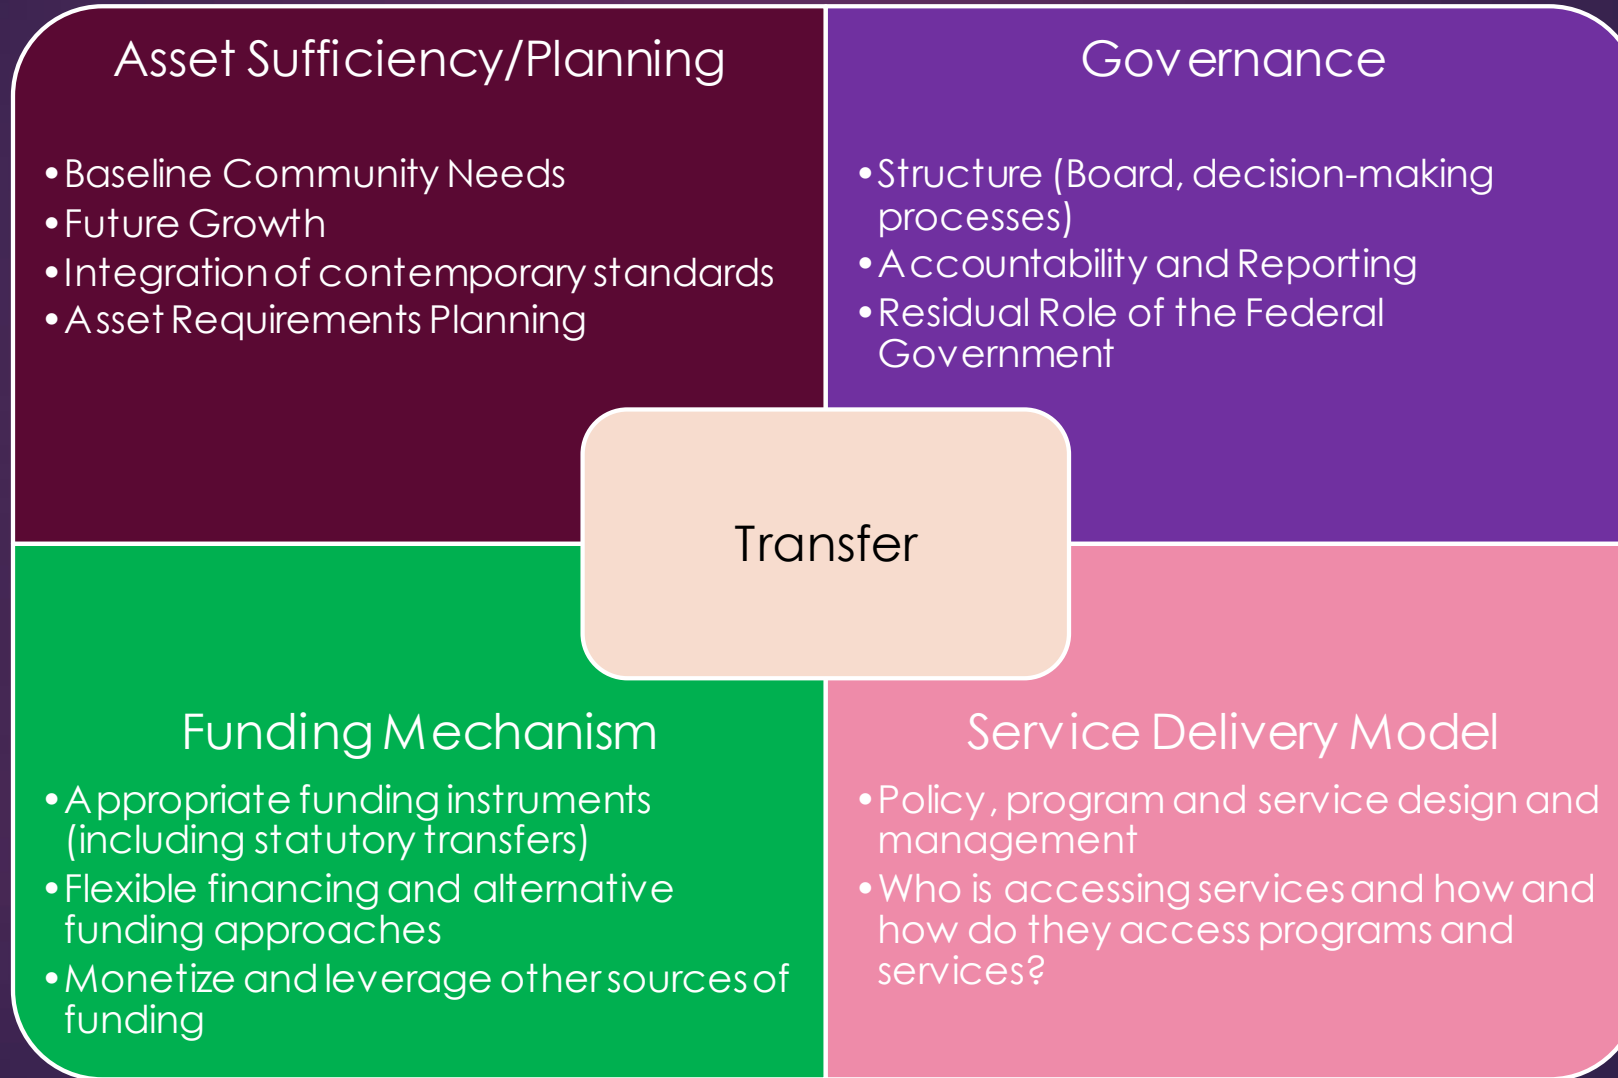 Asset Sufficiency/Planning
•Baseline Community Needs
•Future Growth
•Integration of contemporary standards
•Asset Requirements Planning
Governance
•Structure (Board, decision-making
processes)
•Accountability and Reporting
•Residual Role of the Federal
Government
Transfer
Funding Mechanism
•Appropriate funding instruments
(including statutory transfers)
•Flexible financing and alternative
funding approaches
•Monetize and leverage other sources of
funding
Service Delivery Model
•Policy, program and service design and
management
•Who is accessing services and how and
how do they access programs and
services?